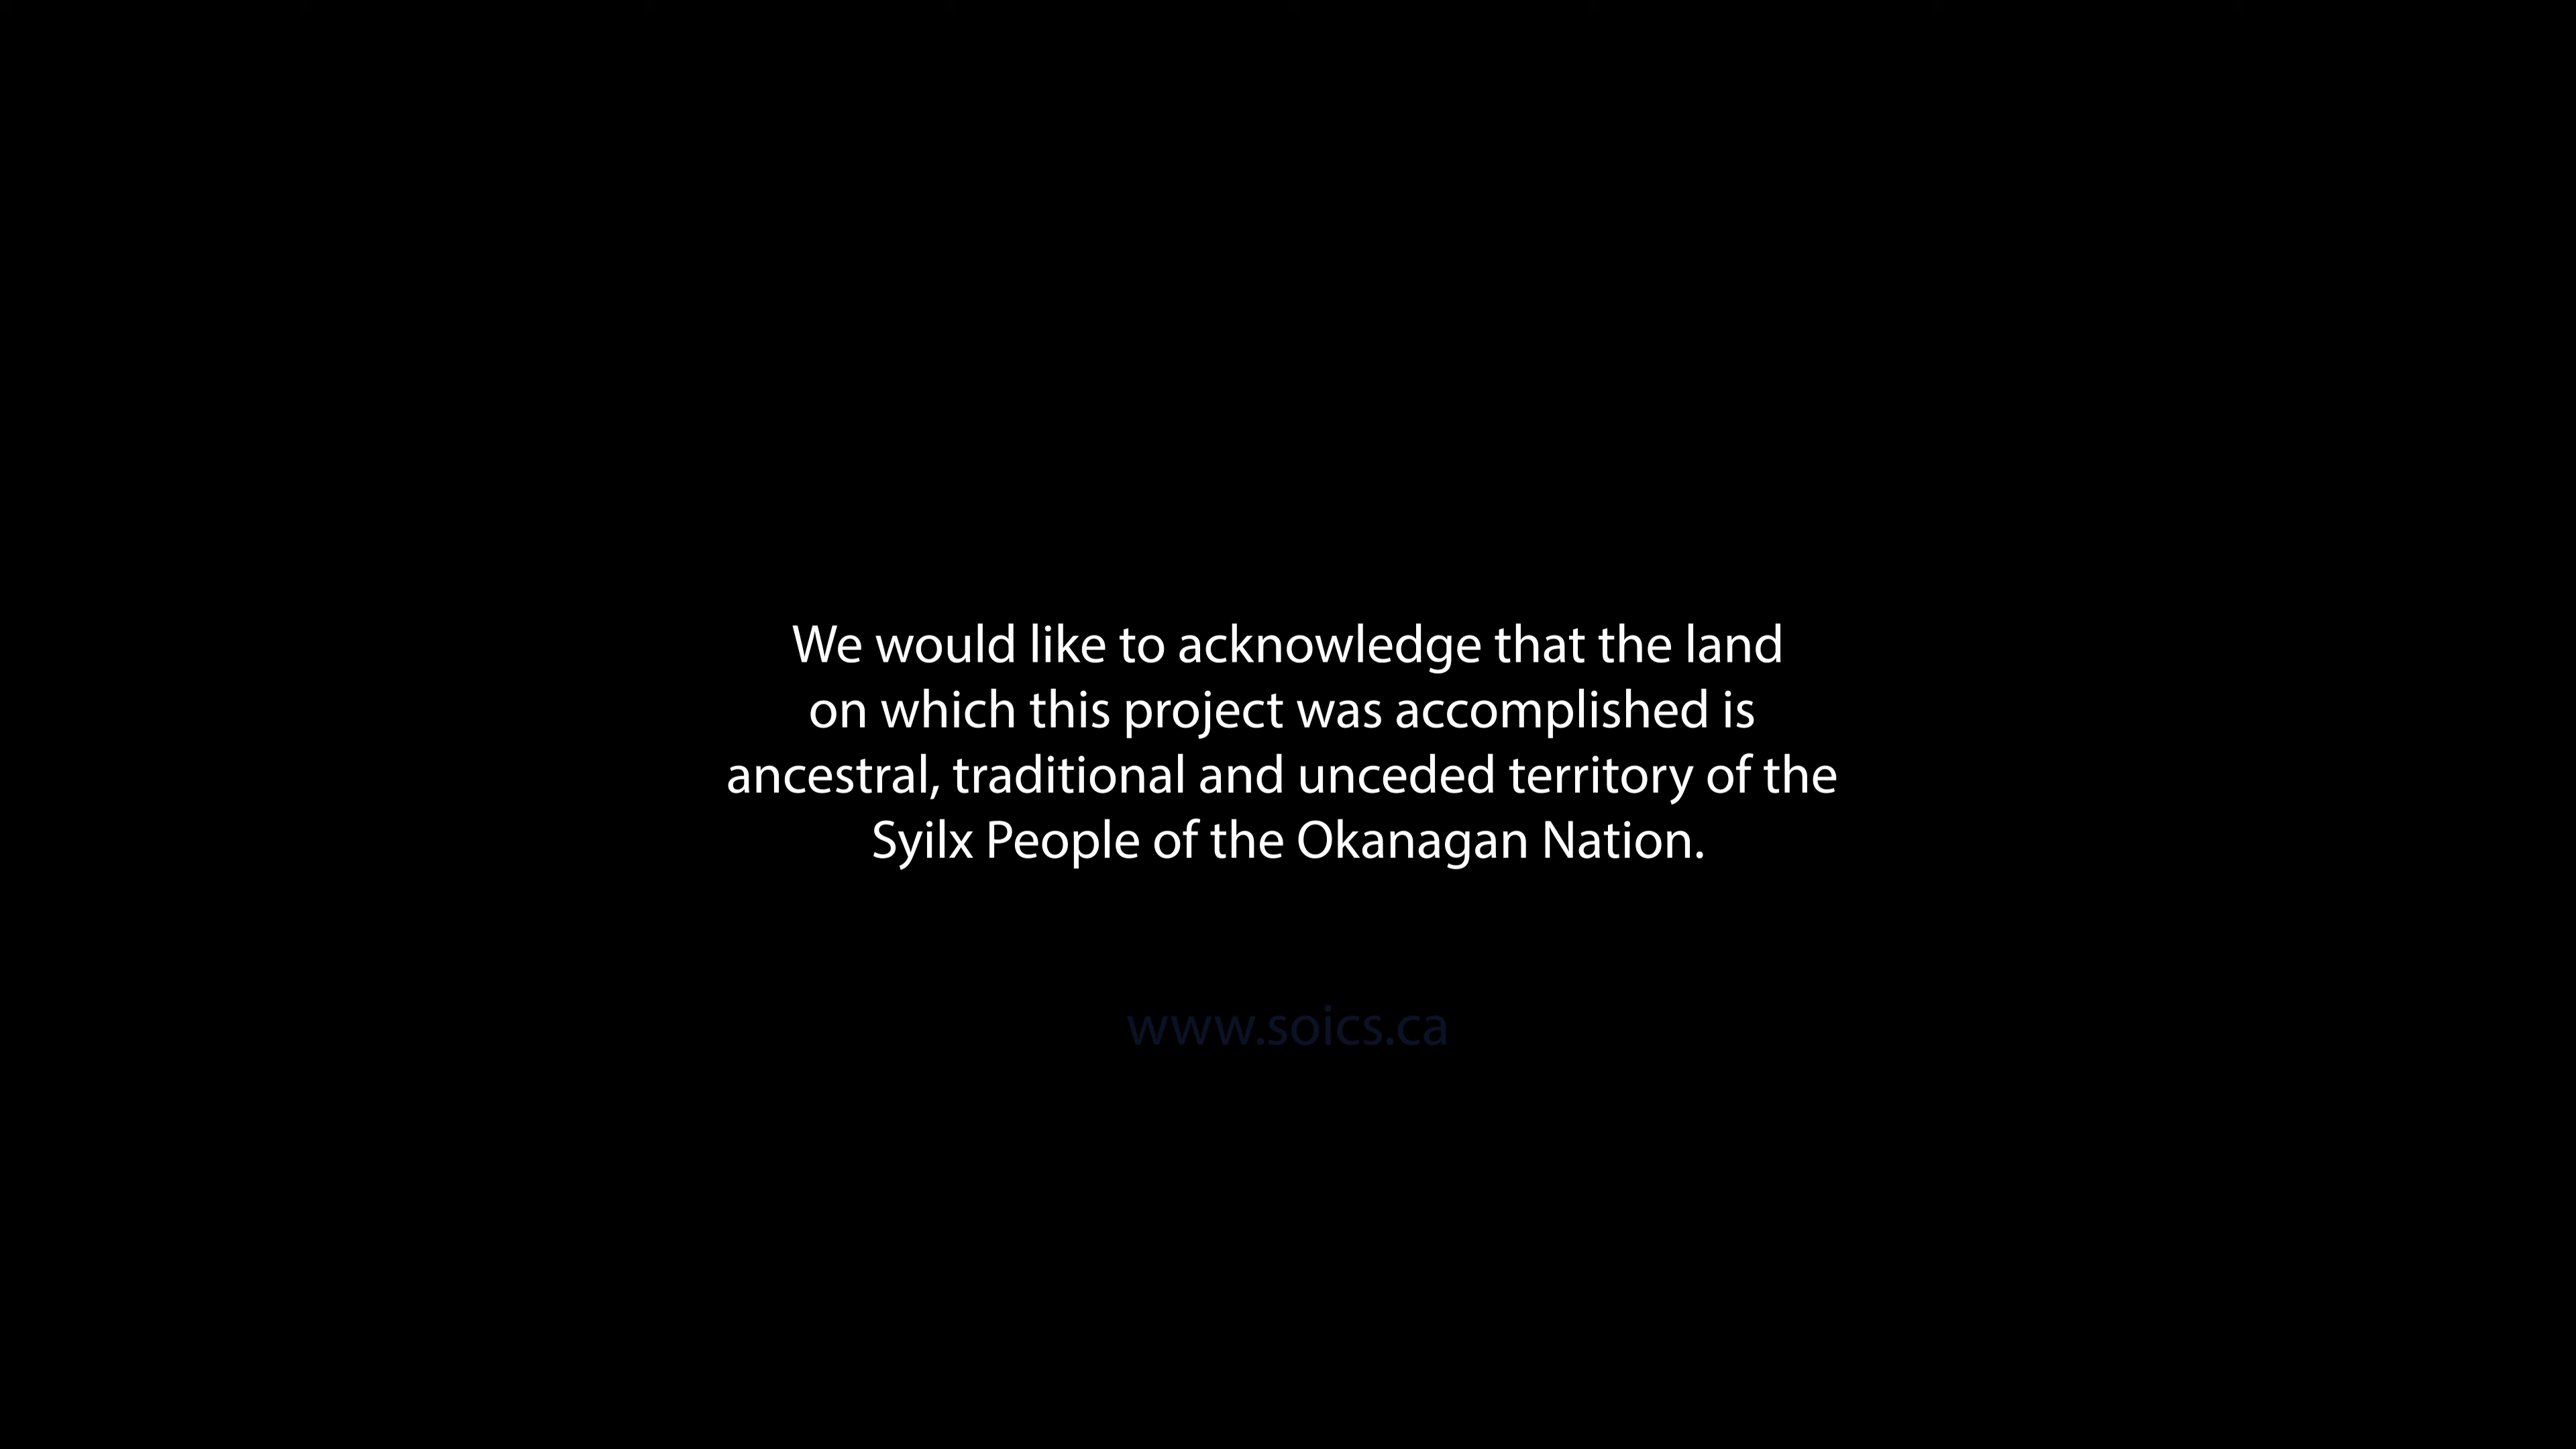 We would like to acknowledge that the land
on which this project was accomplished is
ancestral, traditional and unceded territory of the
Syilx People of the Okanagan Nation.
www.soics.ca